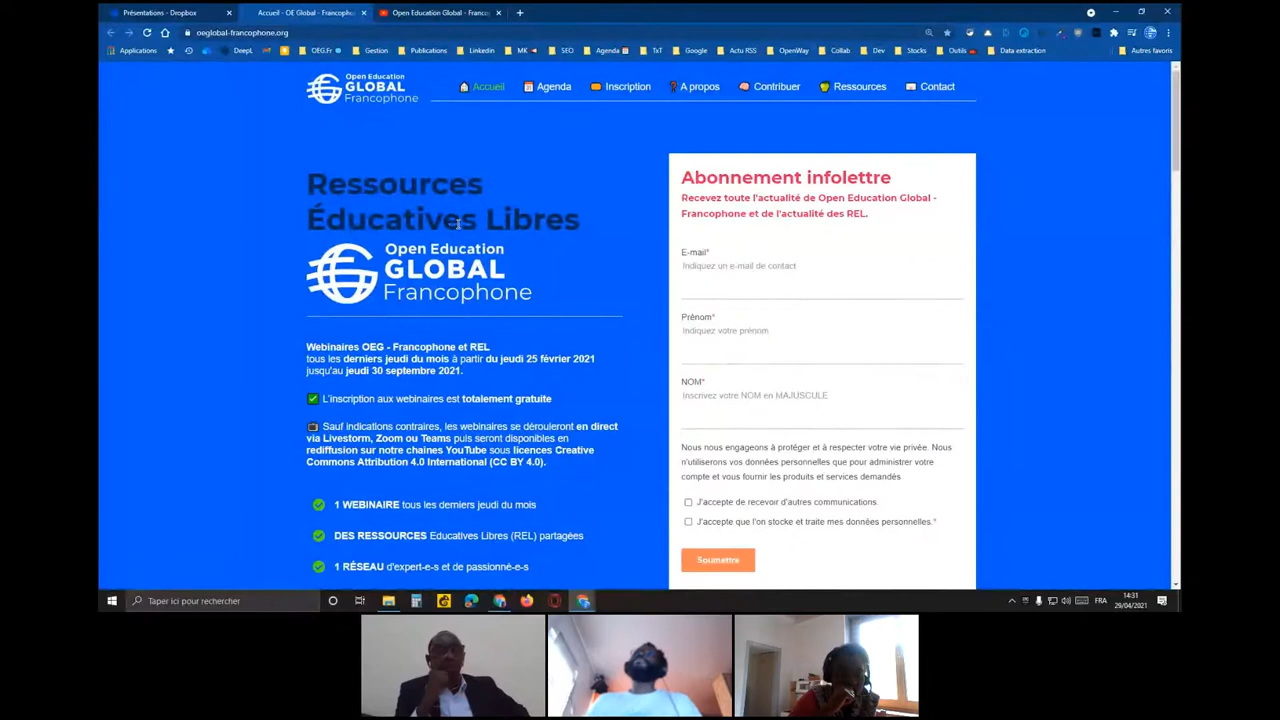 Présentations - Dropbox
Accueil - OE Global - Francopho
Open Education Global - Francop
oeglobal-francophone.org
Applications
DeepL
mt
OEG.Fr
Gestion
Publications
Linkedin
MK
SEO
Agenda
TxT
Google
Actu RSS
OpenWay
Collab
Dev
Stocks
Outils
Data extraction
Autres favoris
Open Education
GLOBAL
Francophone
Accueil
Agenda
Inscription
A propos
Contribuer
Ressources
Contact
Ressources
Éducatives Libres
Open Education
GLOBAL
Francophone
Webinaires OEG - Francophone et REL
tous les derniers jeudi du mois à partir du jeudi 25 février 2021
jusqu'au jeudi 30 septembre 2021.
L'inscription aux webinaires est totalement gratuite
Sauf indications contraires, les webinaires se dérouleront en direct
via Livestorm, Zoom ou Teams puis seront disponibles en
rediffusion sur notre chaînes YouTube sous licences Creative
Commons Attribution 4.0 International (CC BY 4.0).
1 WEBINAIRE tous les derniers jeudi du mois
DES RESSOURCES Educatives Libres (REL) partagées
1 RÉSEAU d'expert-e-s et de passionné-e-s
Abonnement infolettre
Recevez toute l'actualité de Open Education Global -
Francophone et de l'actualité des REL.
E-mail*
Indiquez un e-mail de contact
Prénom*
Indiquez votre prénom
NOM*
Inscrivez votre NOM en MAJUSCULE
Nous nous engageons à protéger et à respecter votre vie privée. Nous
n'utiliserons vos données personnelles que pour administrer votre
compte et vous fournir les produits et services demandés
J'accepte de recevoir d'autres communications.
J'accepte que l'on stocke et traite mes données personnelles.*
Soumettre
Taper ici pour rechercher
FRA
14:31
29/04/2021